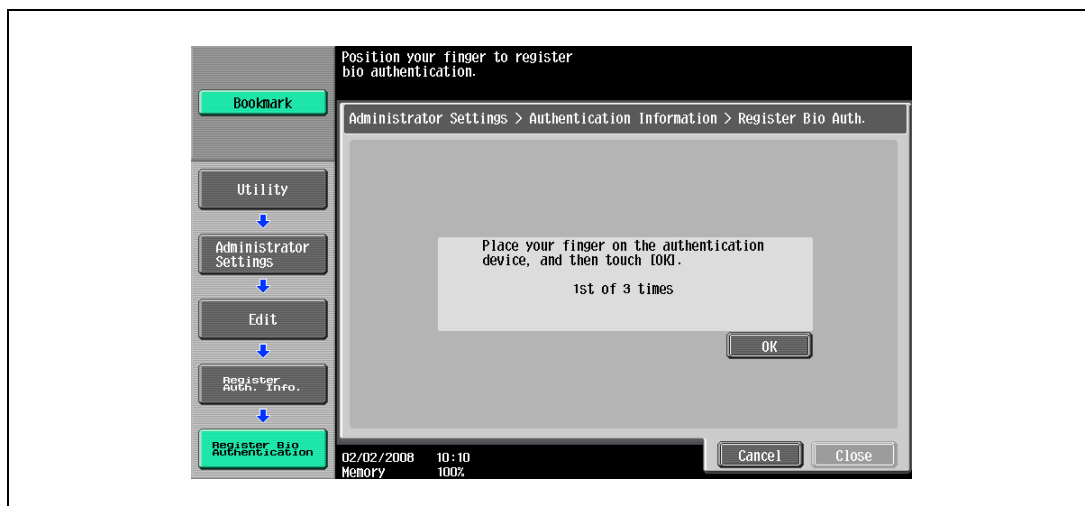 Position your finger to register
bio authentication.
Bookmark
Administrator Settings > Authentication Information > Register Bio Auth.
Utility
Administrator
Settings
Edit
Register
Auth. Info.
Register Bio
Authentication
Place your finger on the authentication
device, and then touch [OK].
1st of 3 times
OK
02/02/2008 10:10
Memory 100%
Cancel
Close